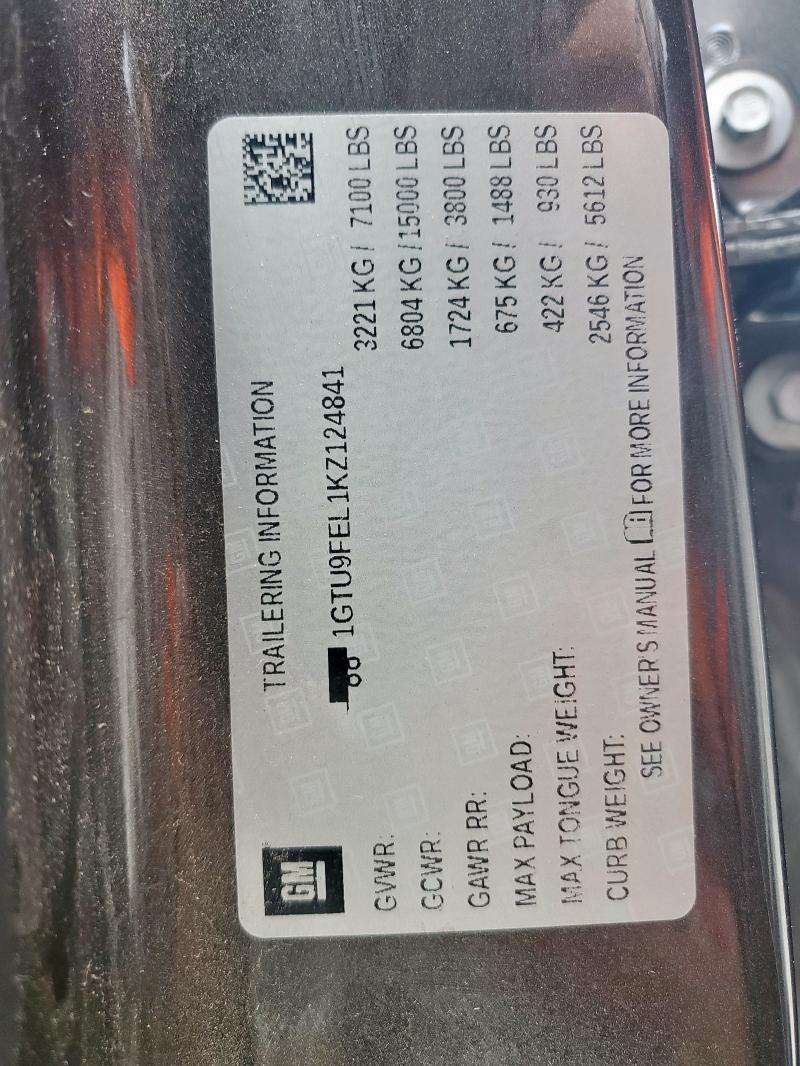 GM
TRAILERING INFORMATION
1GTU9FEL1KZ124841
GVWR: 3221 KG / 7100 LBS
GCWR: 6804 KG /15000 LBS
GAWR RR: 1724 KG / 3800 LBS
MAX PAYLOAD: 675 KG / 1488 LBS
MAX TONGUE WEIGHT: 422 KG / 930 LBS
CURB WEIGHT: 2546 KG / 5612 LBS
SEE OWNER'S MANUAL FOR MORE INFORMATION